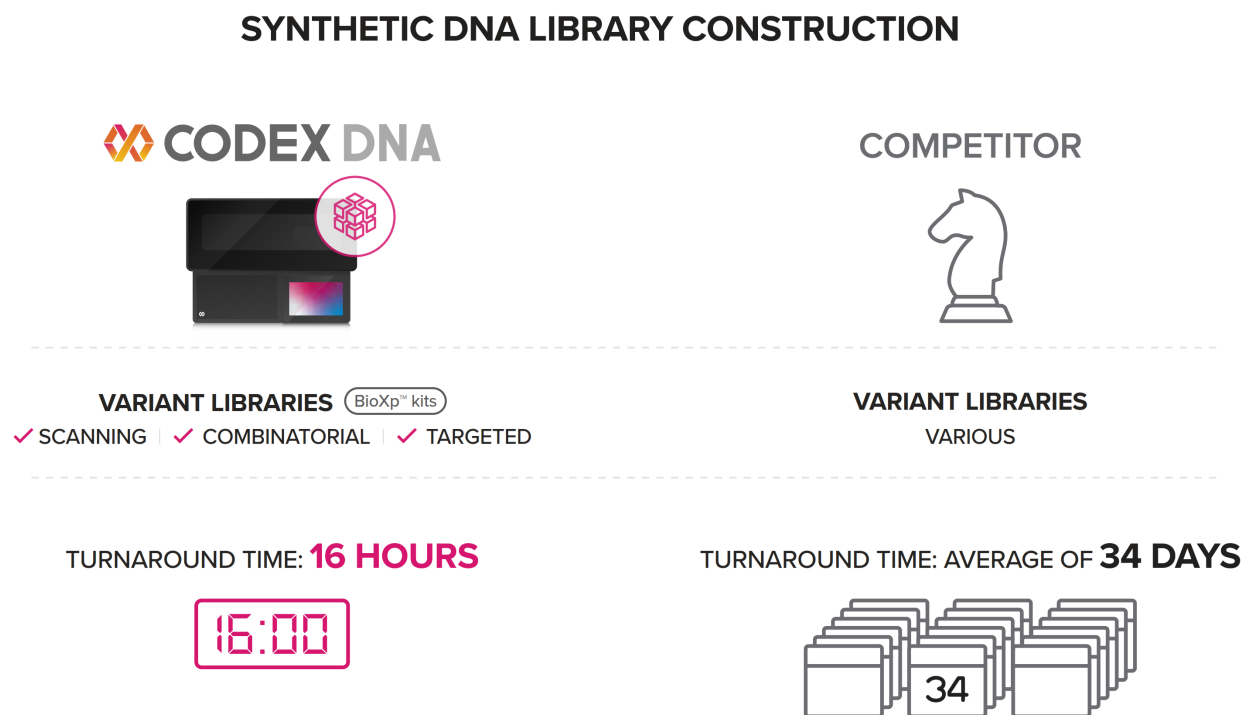 SYNTHETIC DNA LIBRARY CONSTRUCTION
CODEX DNA
COMPETITOR
VARIANT LIBRARIES BioXp™ kits
SCANNING COMBINATORIAL TARGETED
VARIANT LIBRARIES
VARIOUS
TURNAROUND TIME: 16 HOURS
16:00
TURNAROUND TIME: AVERAGE OF 34 DAYS
34